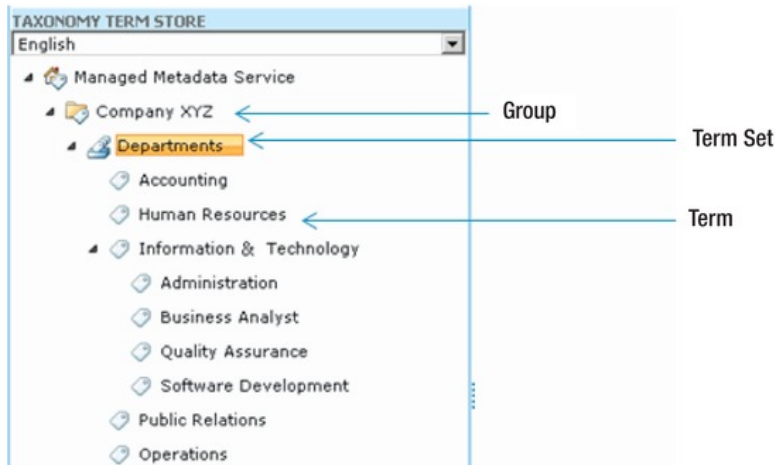 TAXONOMY TERM STORE
English
Managed Metadata Service
Company XYZ
Group
Departments
Term Set
Accounting
Human Resources
Term
Information & Technology
Administration
Business Analyst
Quality Assurance
Software Development
Public Relations
Operations